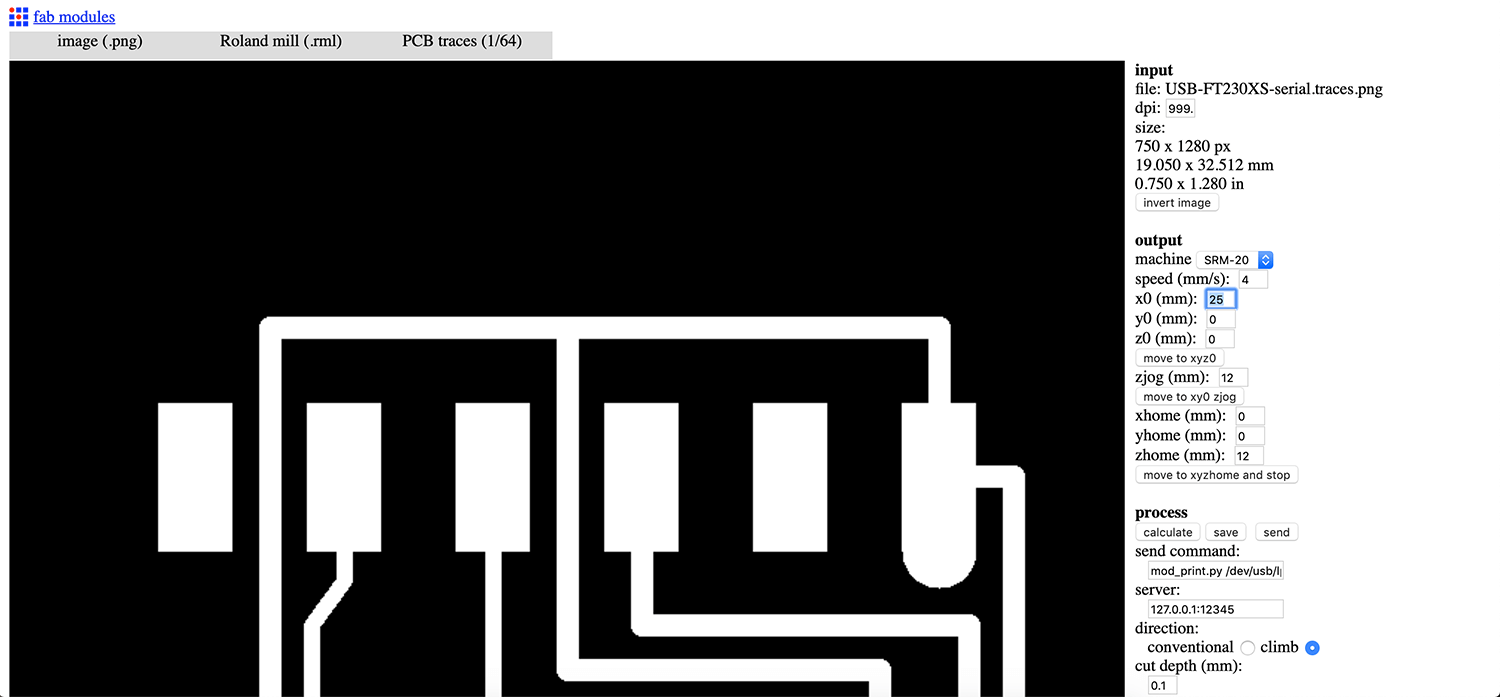 fab modules
image (.png) Roland mill (.rml) PCB traces (1/64)
input
file: USB-FT230XS-serial.traces.png
dpi: 999.
size:
750 x 1280 px
19.050 x 32.512 mm
0.750 x 1.280 in
invert image
output
machine SRM-20
speed (mm/s): 4
x0 (mm): 25
y0 (mm): 0
z0 (mm): 0
move to xyz0
zjog (mm): 12
move to xy0 zjog
xhome (mm): 0
yhome (mm): 0
zhome (mm): 12
move to xyzhome and stop
process
calculate save send
send command:
mod_print.py /dev/usb/l
server:
127.0.0.1:12345
direction:
conventional climb
cut depth (mm):
0.1